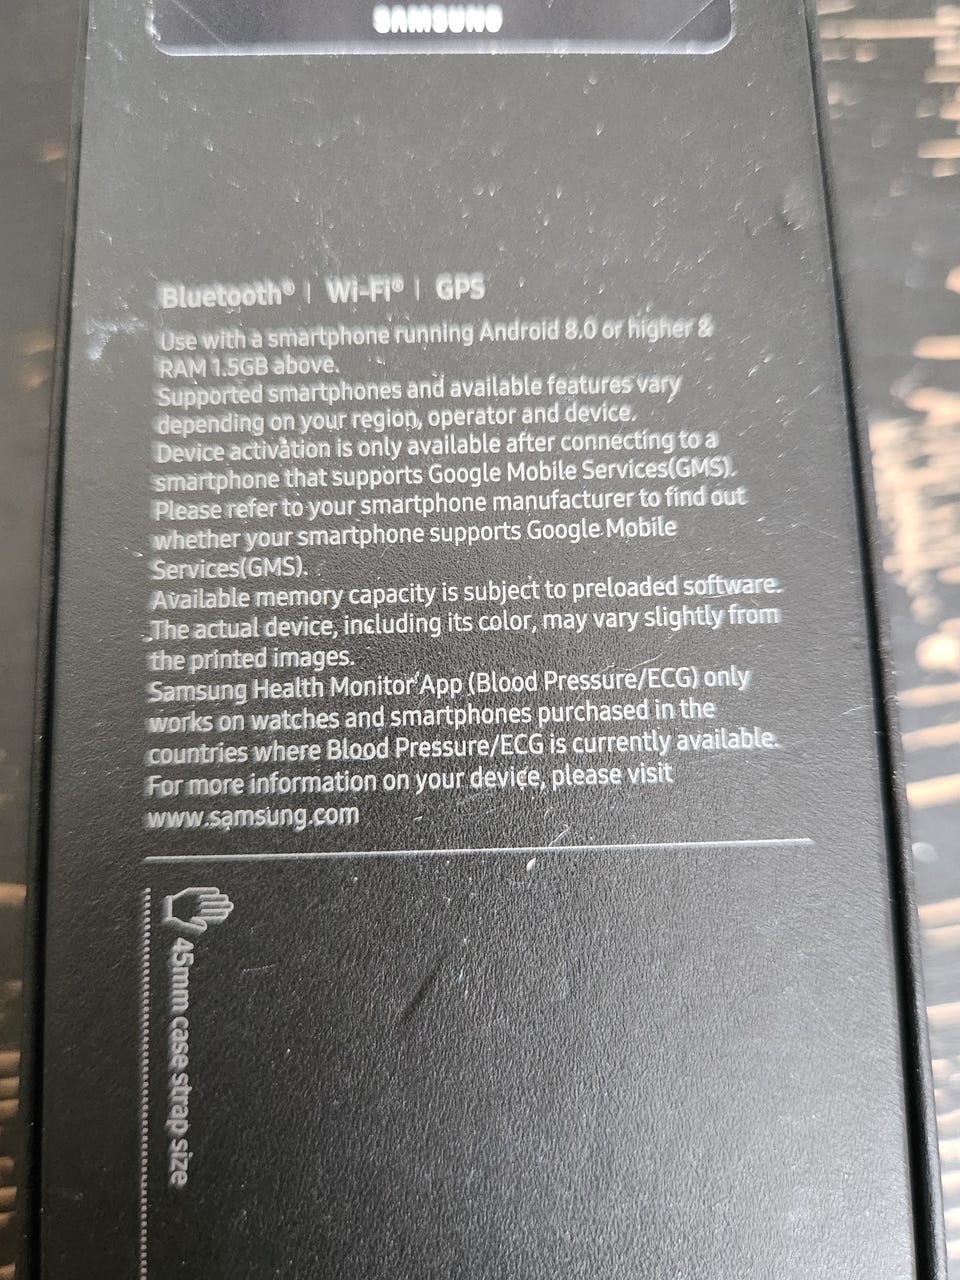 SAMSUNG
Bluetooth® | Wi-Fi® | GPS
Use with a smartphone running Android 8.0 or higher &
RAM 1.5GB above.
Supported smartphones and available features vary
depending on your region, operator and device.
Device activation is only available after connecting to a
smartphone that supports Google Mobile Services(GMS).
Please refer to your smartphone manufacturer to find out
whether your smartphone supports Google Mobile
Services(GMS).
Available memory capacity is subject to preloaded software.
The actual device, including its color, may vary slightly from
the printed images.
Samsung Health Monitor App (Blood Pressure/ECG) only
works on watches and smartphones purchased in the
countries where Blood Pressure/ECG is currently available.
For more information on your device, please visit
www.samsung.com
45mm case strap size